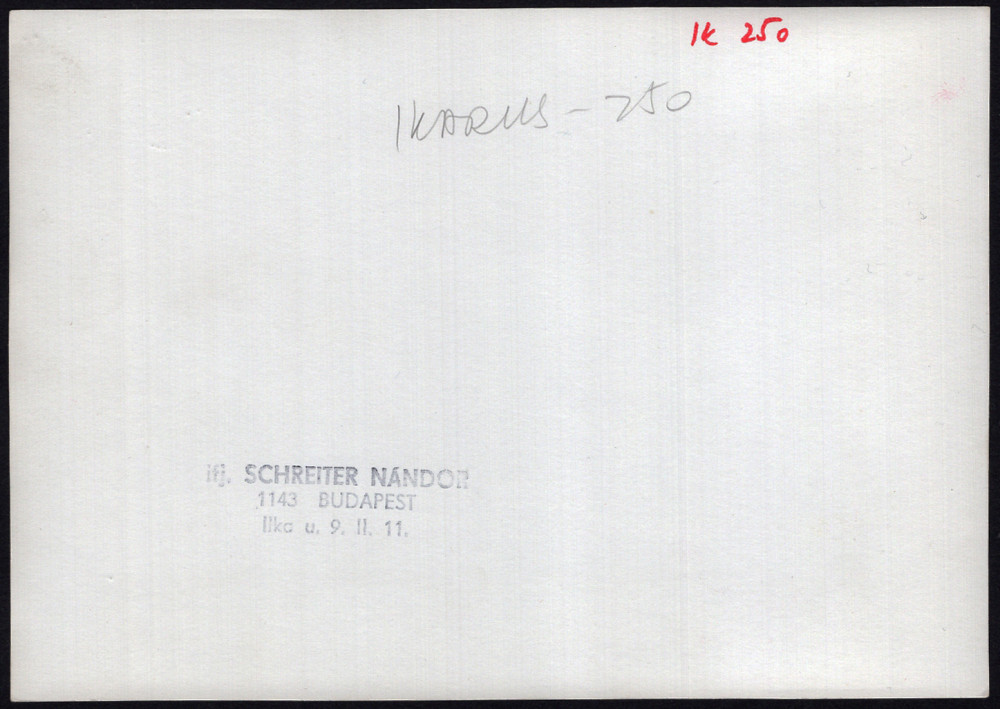 IK 250
IKARUS - 250
ifj. SCHREITER NÁNDOR
1143 BUDAPEST
Ilka u. 9. II. 11.